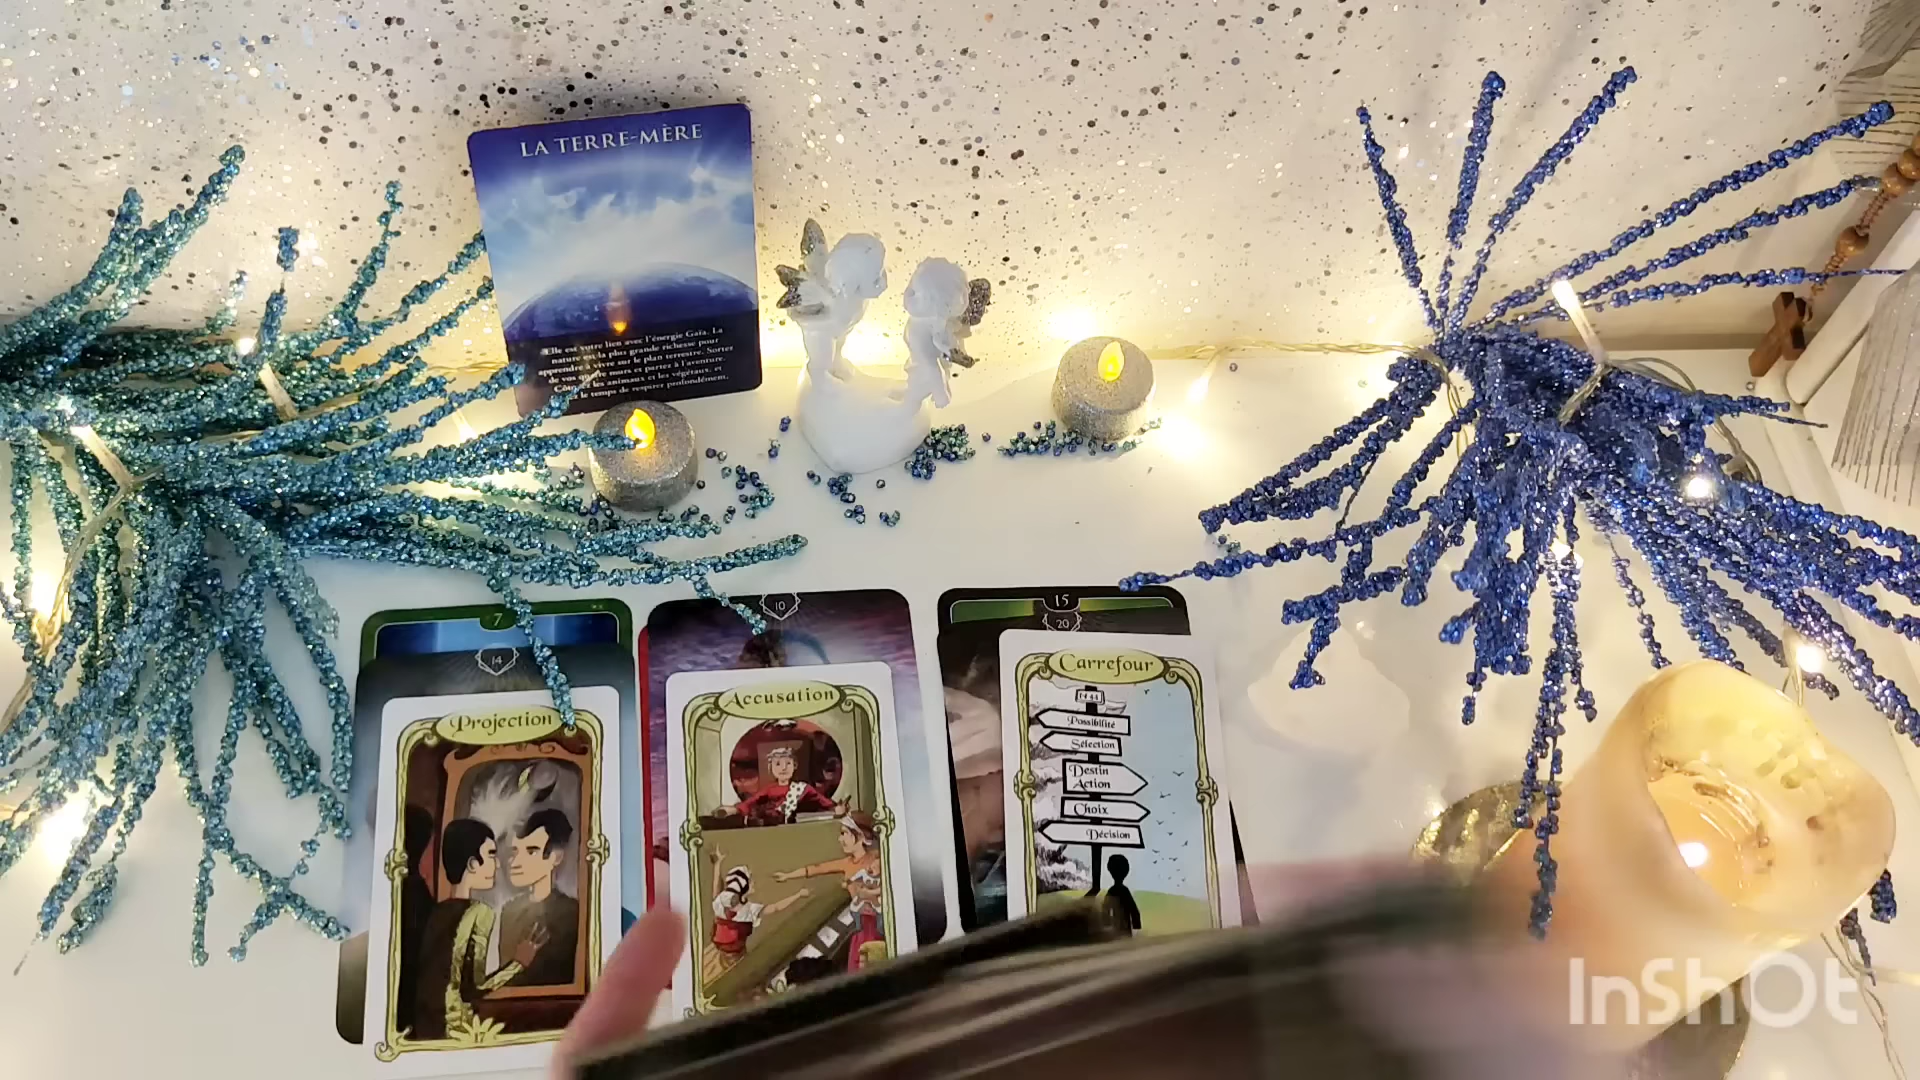 LA TERRE-MÈRE
Elle est votre lien avec l'énergie Gaïa. La
nature est la plus grande richesse pour
apprendre à vivre sur le plan terrestre. Sortez
de vos quatre murs et partez à l'aventure.
les animaux et les végétaux, et
le temps de respirer profondément.
7
14
Projection
17
10
Accusation
15
20
Carrefour
N 44
Possibilité
Sélection
Destin
Action
Choix
Décision
InShOt